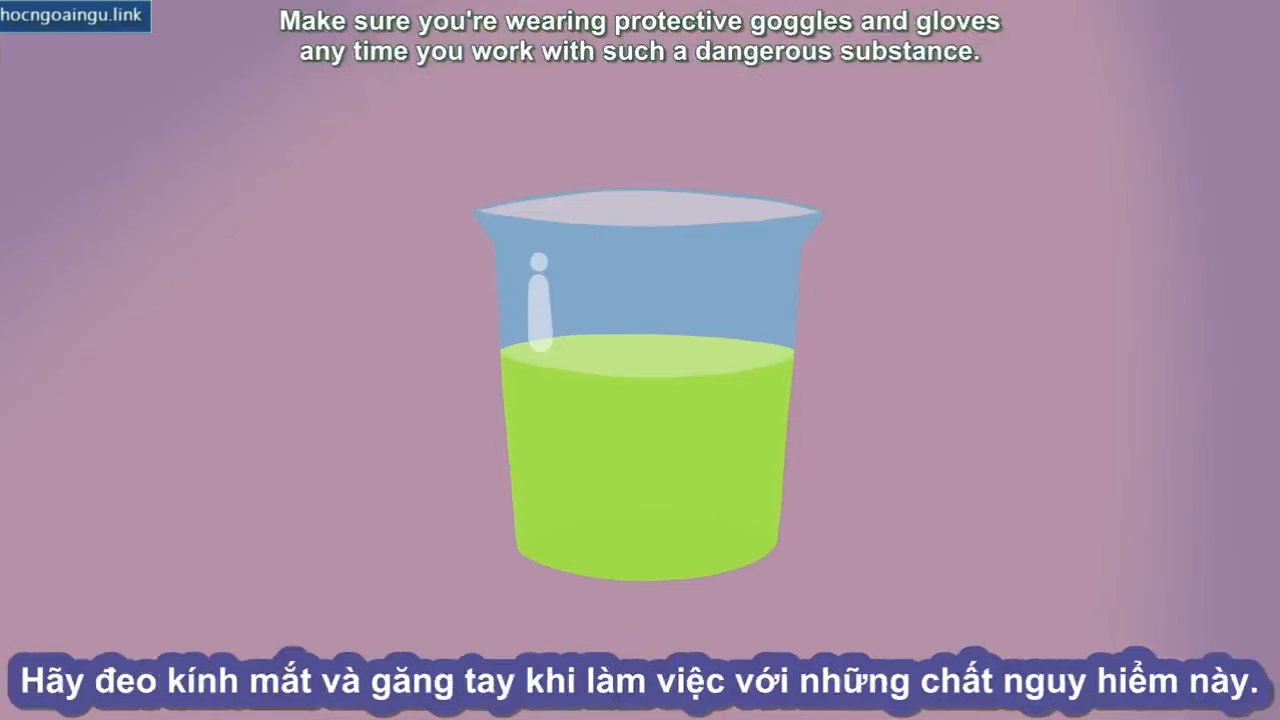 hocngoaingu.link
Make sure you're wearing protective goggles and gloves
any time you work with such a dangerous substance.
Hãy đeo kính mắt và găng tay khi làm việc với những chất nguy hiểm này.